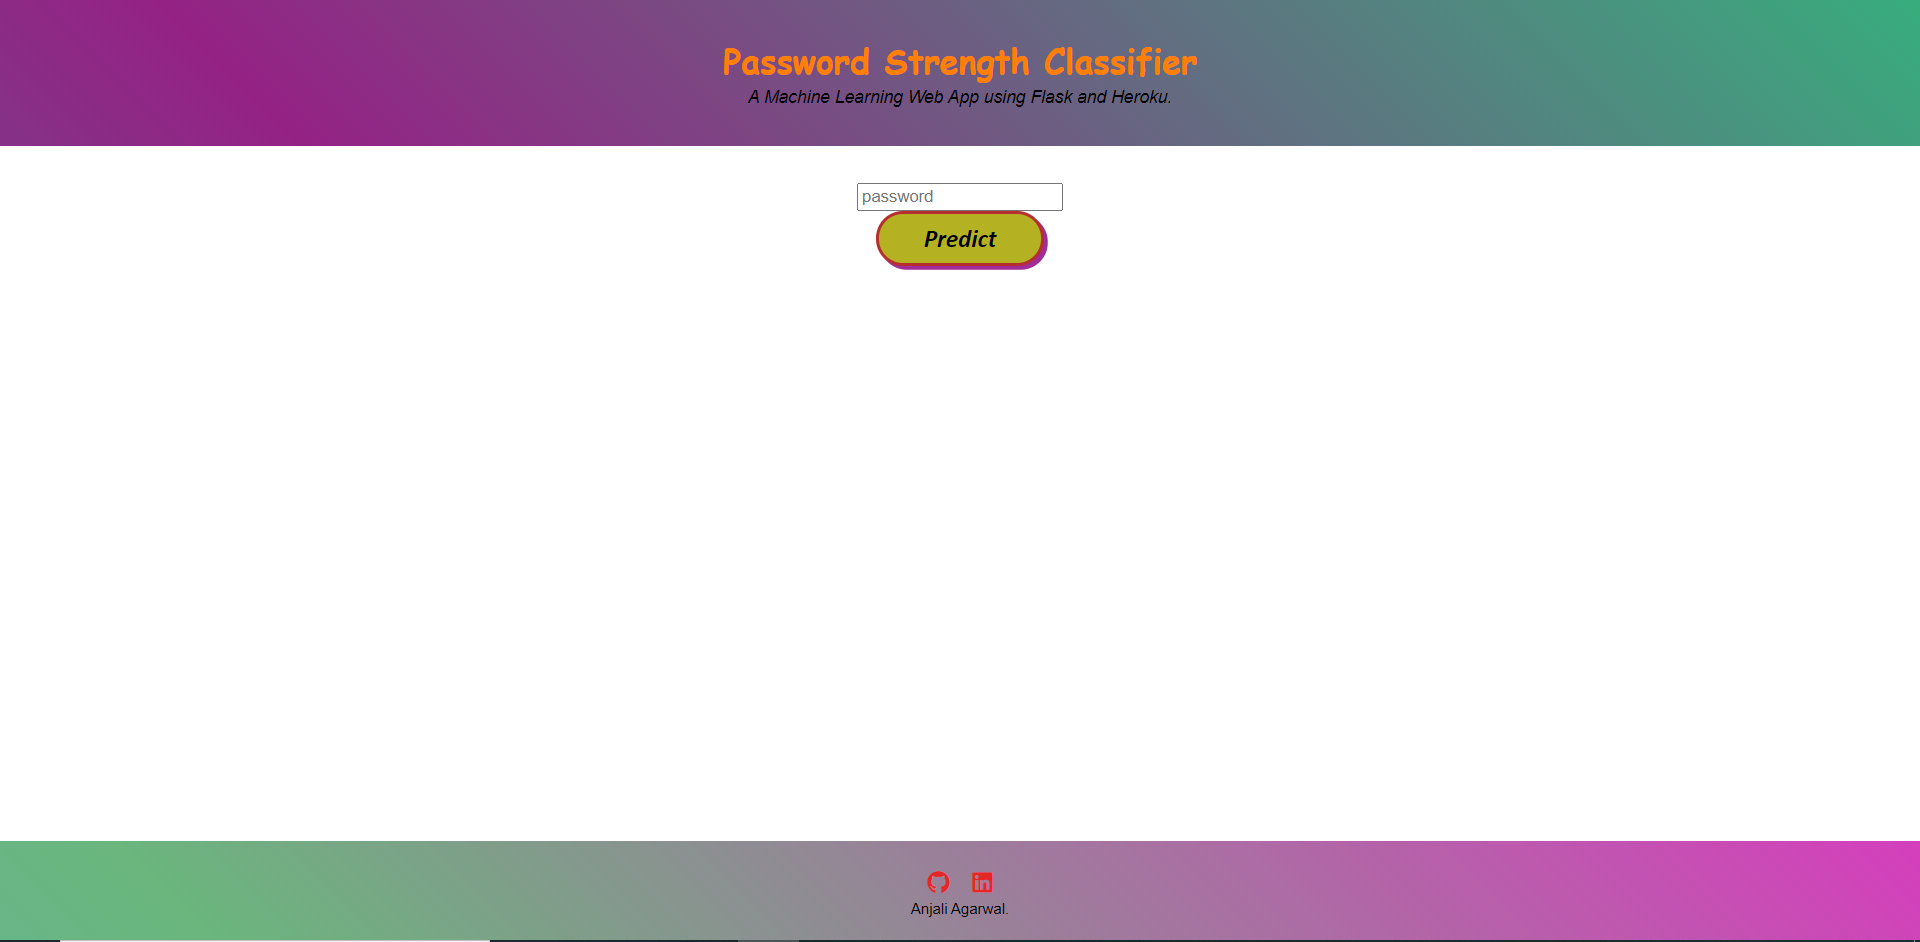 Password Strength Classifier
A Machine Learning Web App using Flask and Heroku.
password
Predict
Anjali Agarwal.